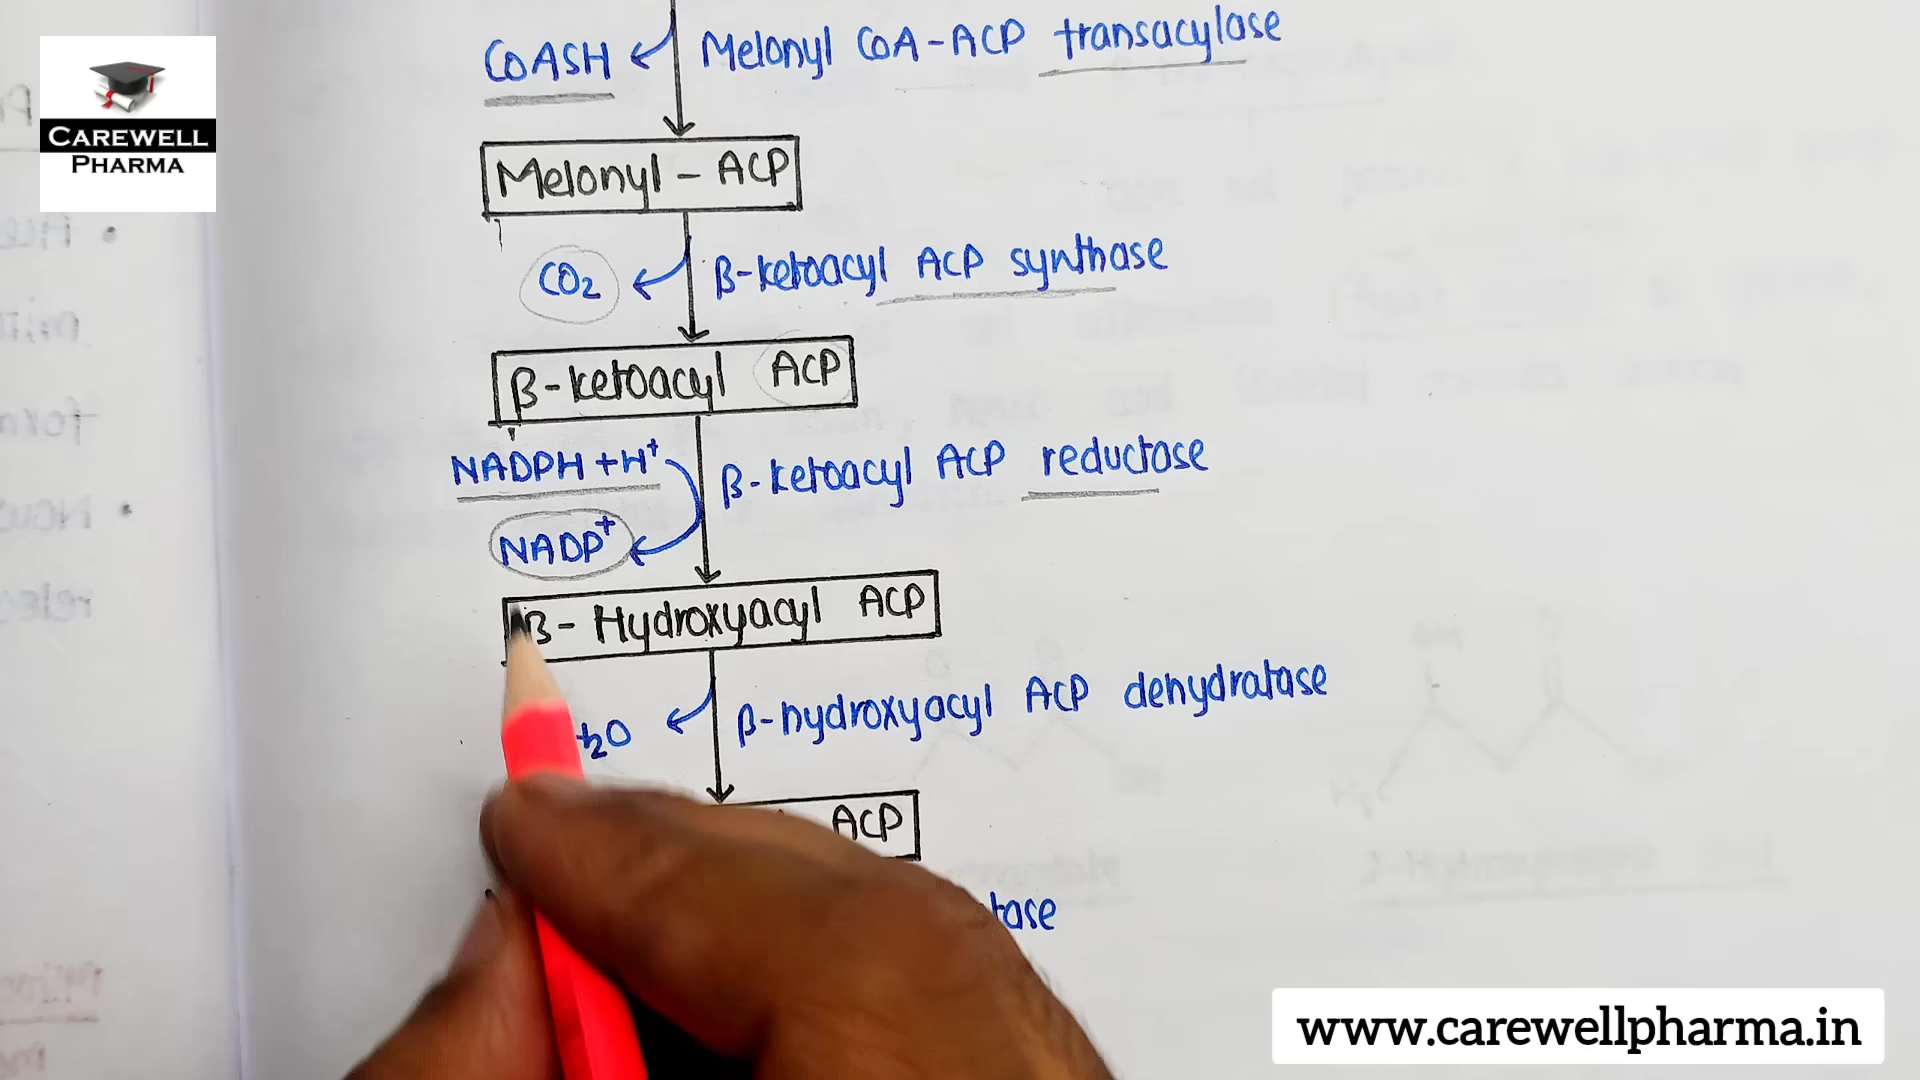 CAREWELL
PHARMA
COASH Melonyl COA-ACP transacylase
Melonyl - ACP
CO2 β-ketoacyl ACP synthase
β-ketoacyl ACP
NADPH + H+ β-ketoacyl ACP reductase
NADP+
β- Hydroxyacyl ACP
β-hydroxyacyl ACP dehydratase
ACP
www.carewellpharma.in